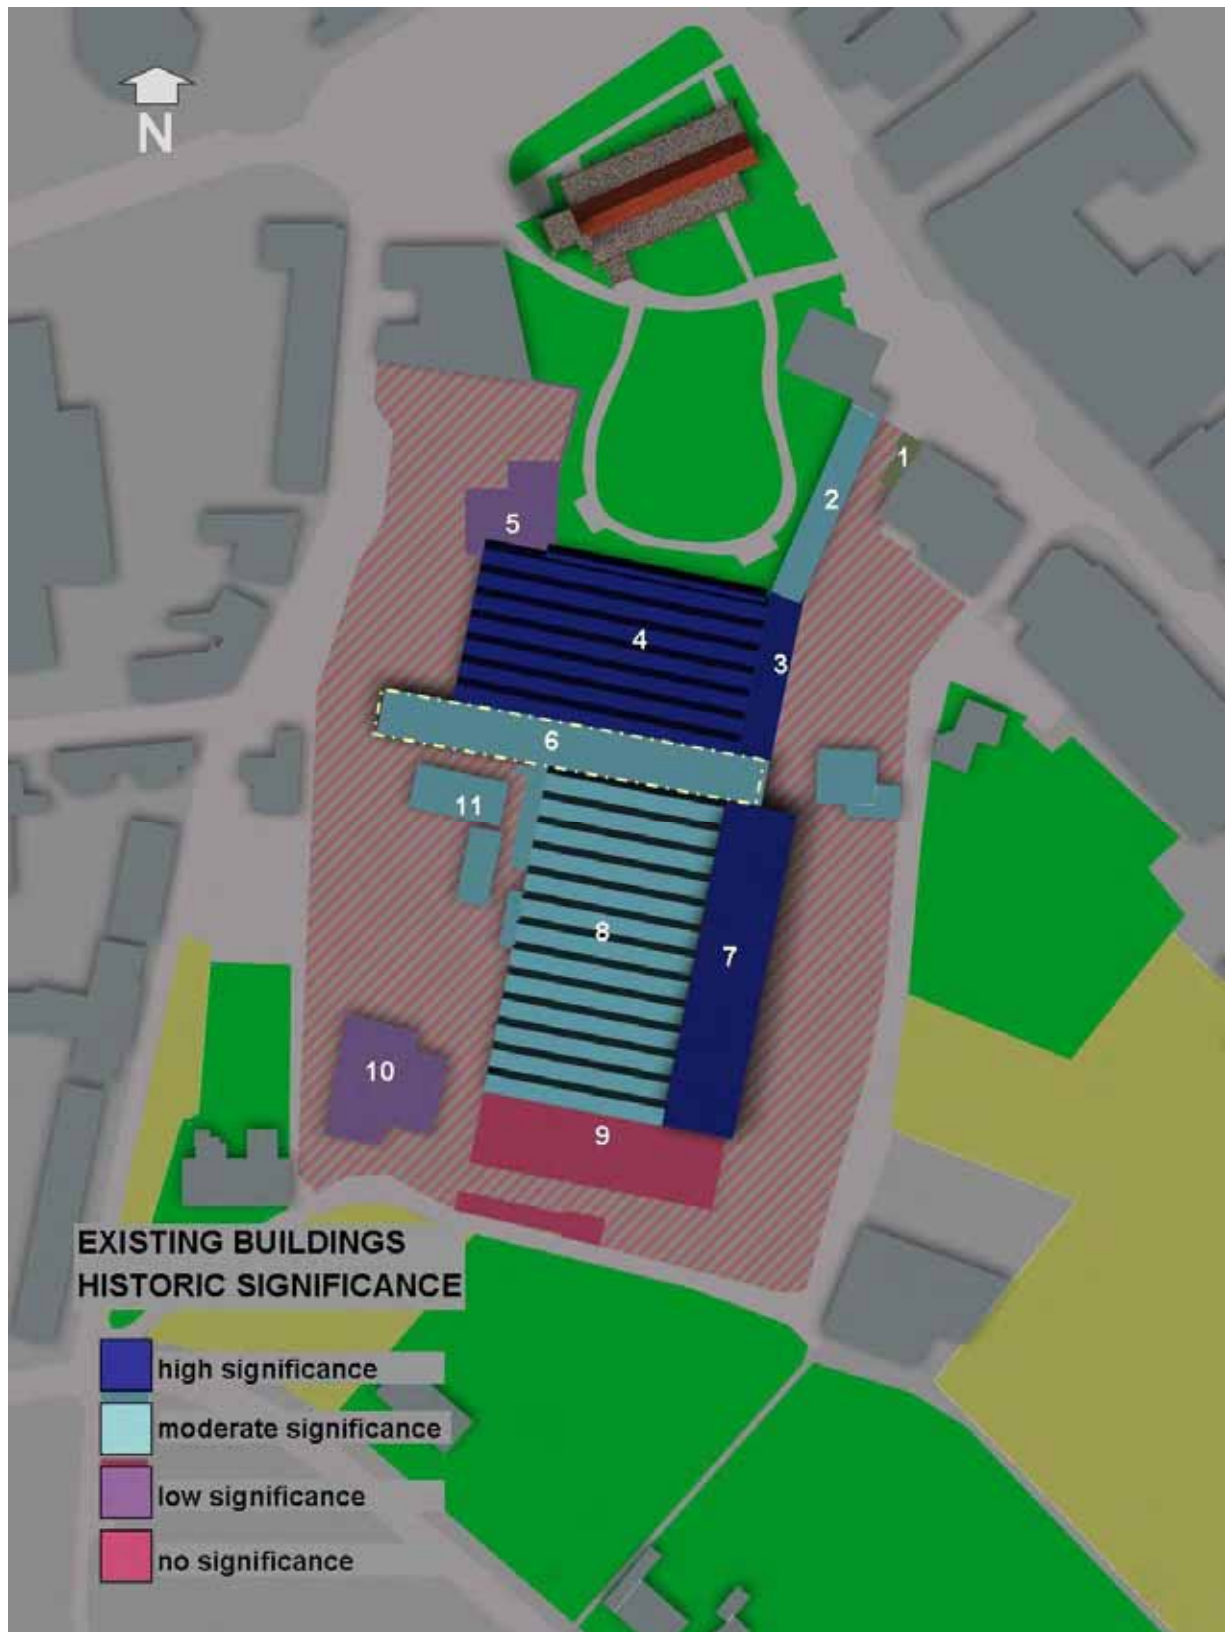 N
1
2
5
4
3
6
11
8
7
10
9
EXISTING BUILDINGS
HISTORIC SIGNIFICANCE
high significance
moderate significance
low significance
no significance